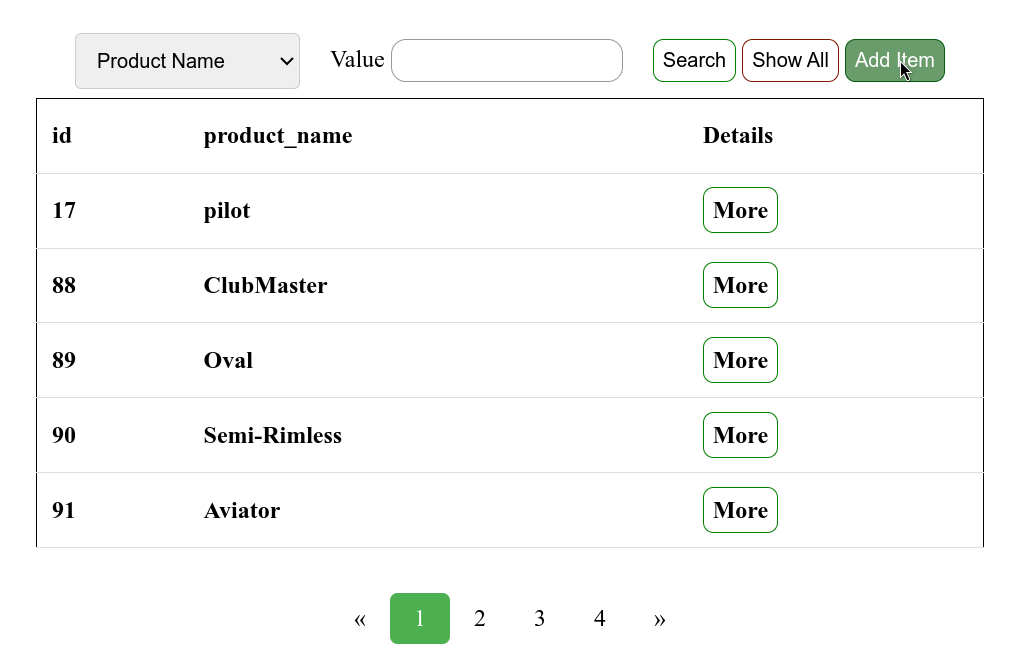 Product Name Value Search Show All Add Item
id product_name Details
17 pilot More
88 ClubMaster More
89 Oval More
90 Semi-Rimless More
91 Aviator More
« 1 2 3 4 »